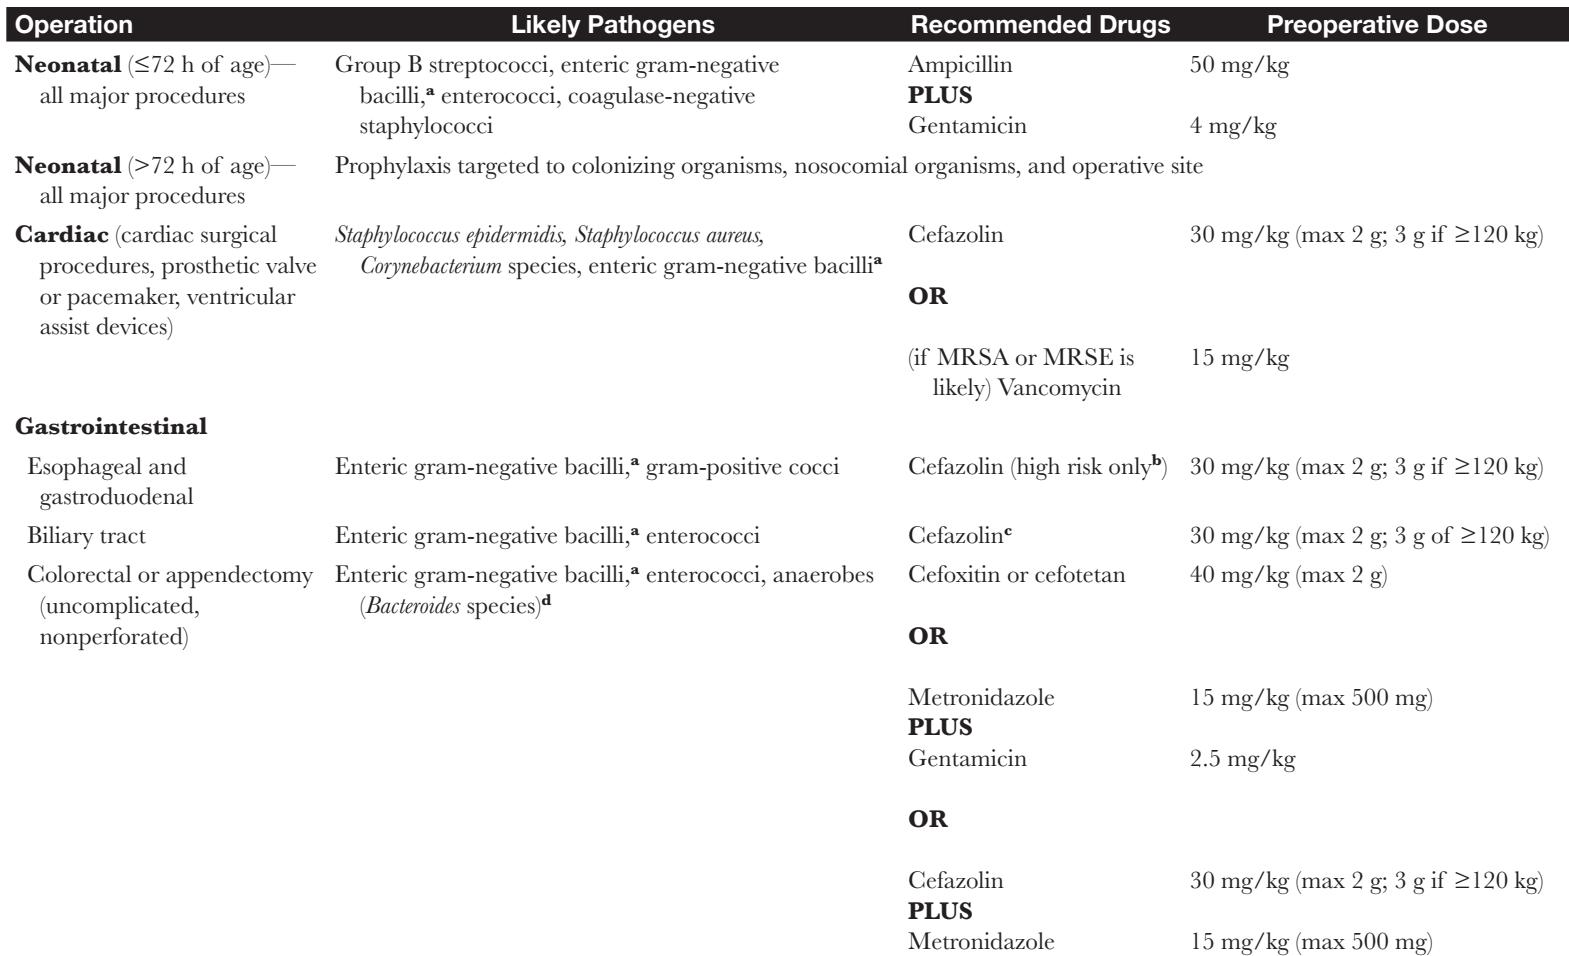 Operation Likely Pathogens Recommended Drugs Preoperative Dose
Neonatal (≤72 h of age)— Group B streptococci, enteric gram-negative Ampicillin 50 mg/kg
all major procedures bacilli,a enterococci, coagulase-negative PLUS
staphylococci Gentamicin 4 mg/kg
Neonatal (>72 h of age)— Prophylaxis targeted to colonizing organisms, nosocomial organisms, and operative site
all major procedures
Cardiac (cardiac surgical Staphylococcus epidermidis, Staphylococcus aureus, Cefazolin 30 mg/kg (max 2 g; 3 g if ≥120 kg)
procedures, prosthetic valve Corynebacterium species, enteric gram-negative bacillia
or pacemaker, ventricular OR
assist devices)
(if MRSA or MRSE is 15 mg/kg
likely) Vancomycin
Gastrointestinal
Esophageal and Enteric gram-negative bacilli,a gram-positive cocci Cefazolin (high risk onlyb) 30 mg/kg (max 2 g; 3 g if ≥120 kg)
gastroduodenal
Biliary tract Enteric gram-negative bacilli,a enterococci Cefazolinc 30 mg/kg (max 2 g; 3 g of ≥120 kg)
Colorectal or appendectomy Enteric gram-negative bacilli,a enterococci, anaerobes Cefoxitin or cefotetan 40 mg/kg (max 2 g)
(uncomplicated, (Bacteroides species)d
nonperforated) OR
Metronidazole 15 mg/kg (max 500 mg)
PLUS
Gentamicin 2.5 mg/kg
OR
Cefazolin 30 mg/kg (max 2 g; 3 g if ≥120 kg)
PLUS
Metronidazole 15 mg/kg (max 500 mg)